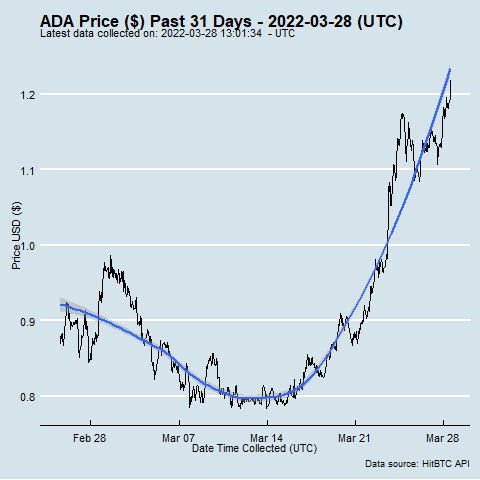 ADA Price ($) Past 31 Days - 2022-03-28 (UTC)
Latest data collected on: 2022-03-28 13:01:34  - UTC
Price USD ($)
1.2
1.1
1.0
0.9
0.8
Feb 28 Mar 07 Mar 14 Mar 21 Mar 28
Date Time Collected (UTC)
Data source: HitBTC API